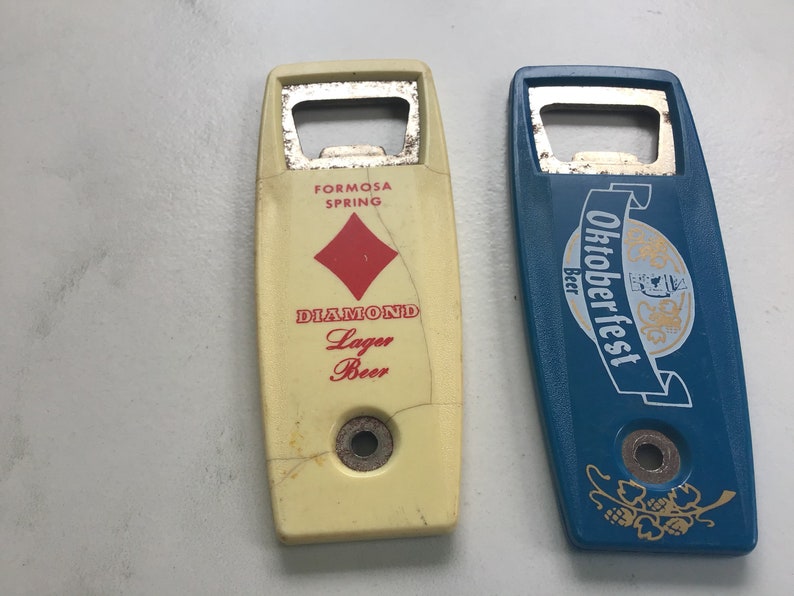 FORMOSA
SPRING
DIAMOND
Lager
Beer
Oktoberfest
Beer